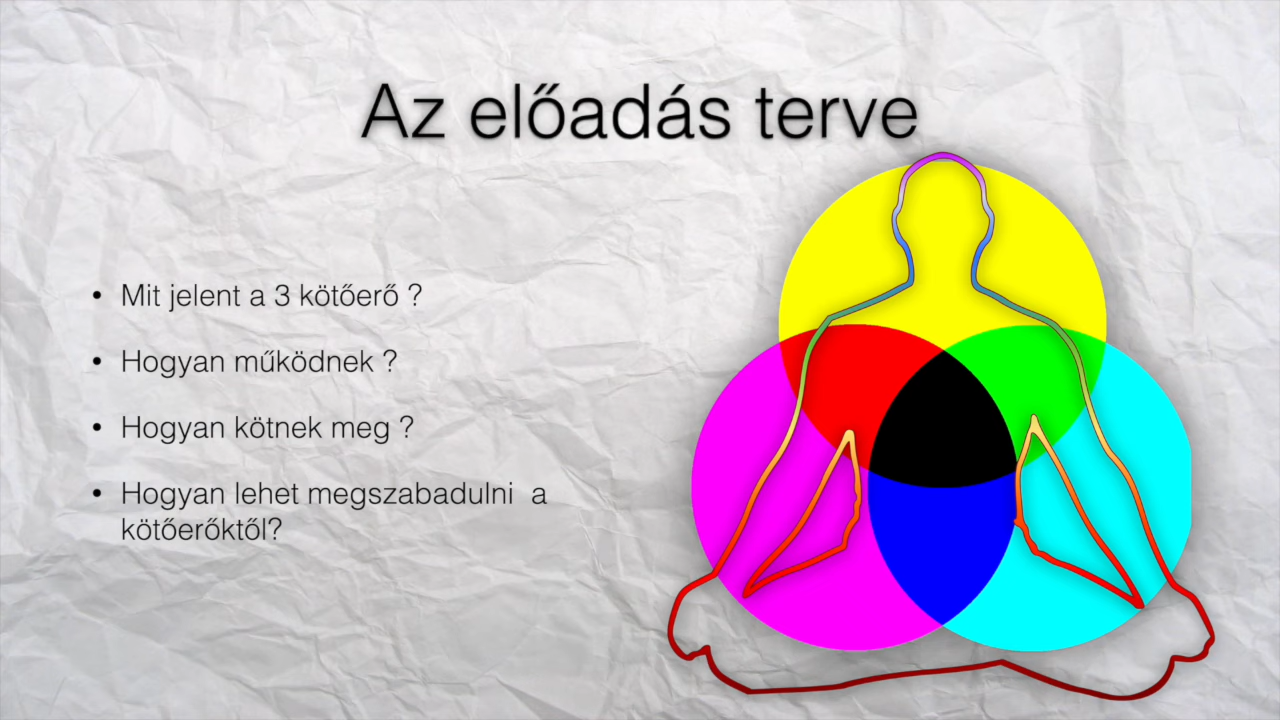 Az előadás terve
• Mit jelent a 3 kötőerő ?
• Hogyan működnek ?
• Hogyan kötnek meg ?
• Hogyan lehet megszabadulni  a
kötőerőktől?